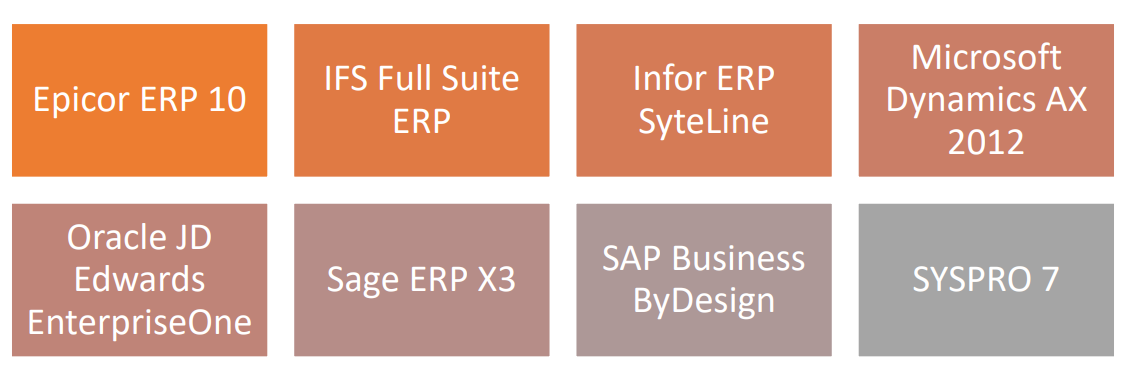 Epicor ERP 10
IFS Full Suite
ERP
Infor ERP
SyteLine
Microsoft
Dynamics AX
2012
Oracle JD
Edwards
EnterpriseOne
Sage ERP X3
SAP Business
ByDesign
SYSPRO 7